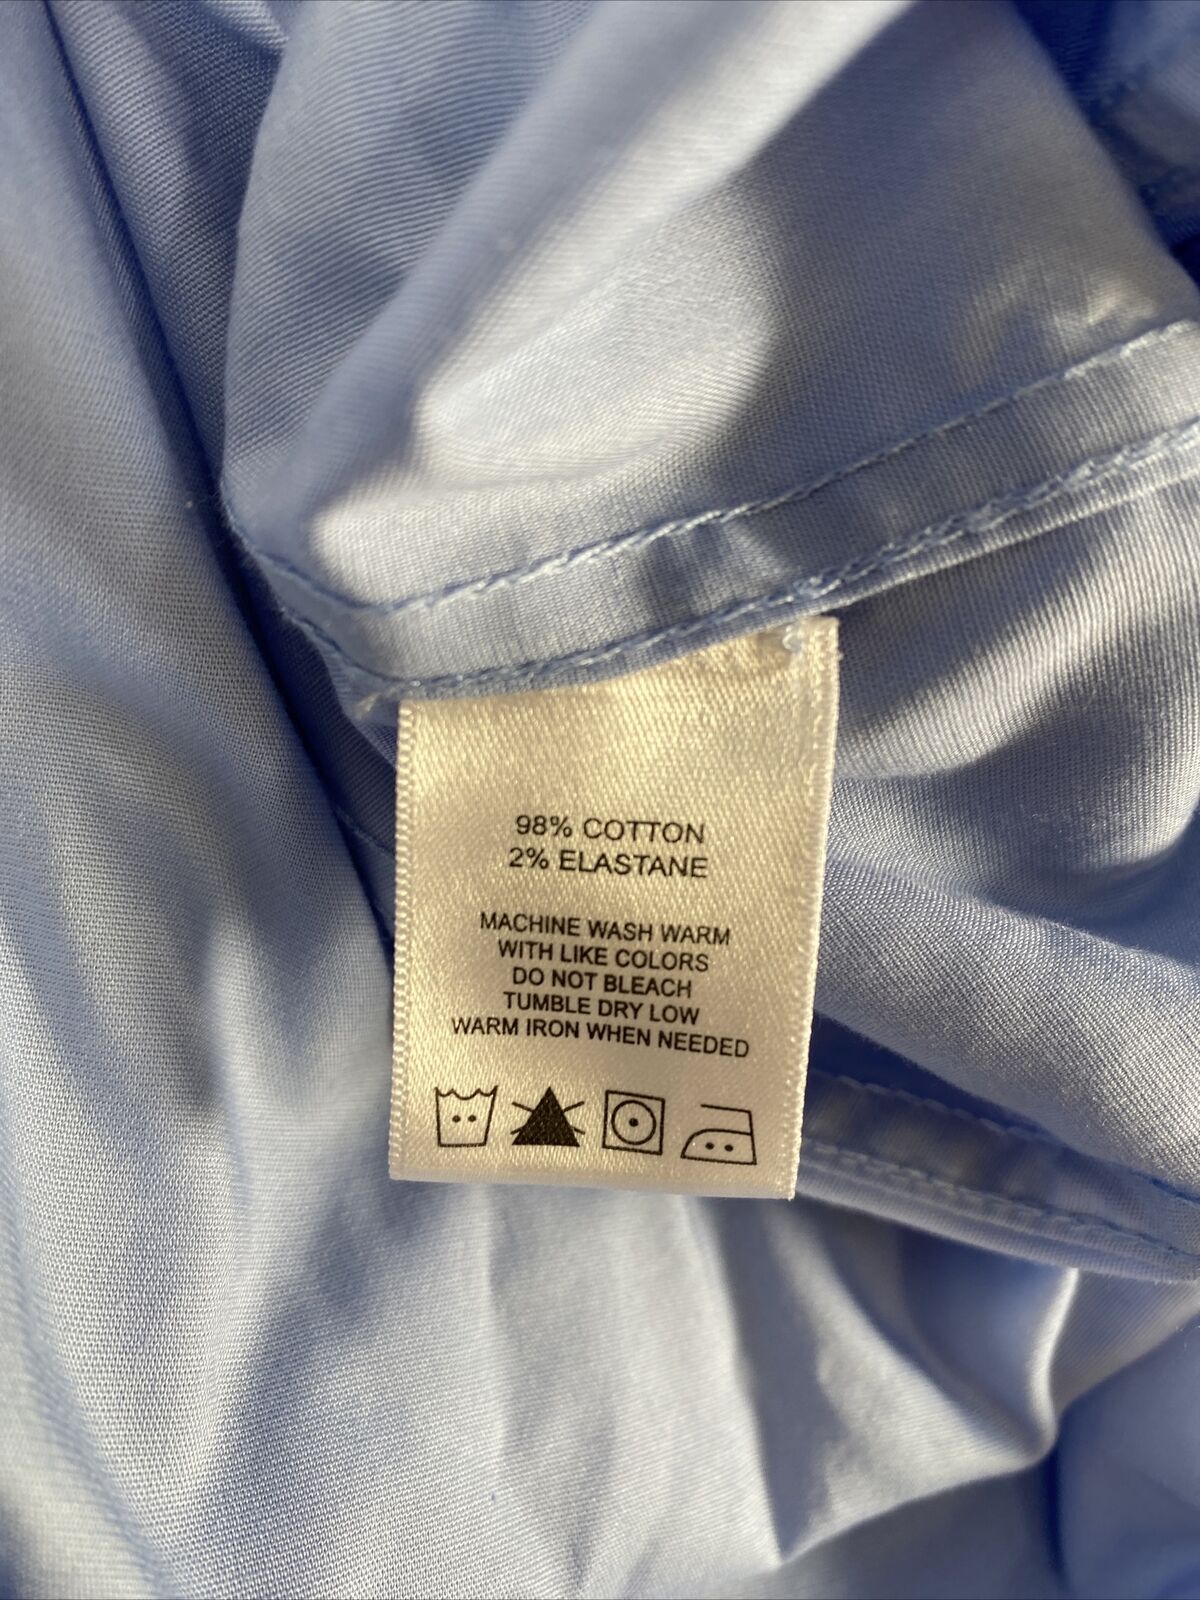 98% COTTON
2% ELASTANE
MACHINE WASH WARM
WITH LIKE COLORS
DO NOT BLEACH
TUMBLE DRY LOW
WARM IRON WHEN NEEDED